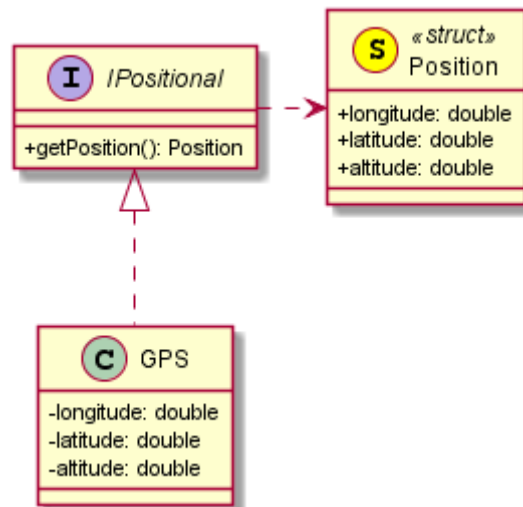 I IPositional
+getPosition(): Position
S «struct»
Position
+longitude: double
+latitude: double
+altitude: double
C GPS
-longitude: double
-latitude: double
-altitude: double